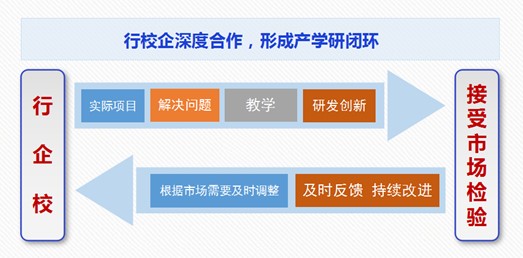 行校企深度合作，形成产学研闭环
行企校
实际项目 解决问题 教学 研发创新
接受市场检验
根据市场需要及时调整 及时反馈 持续改进